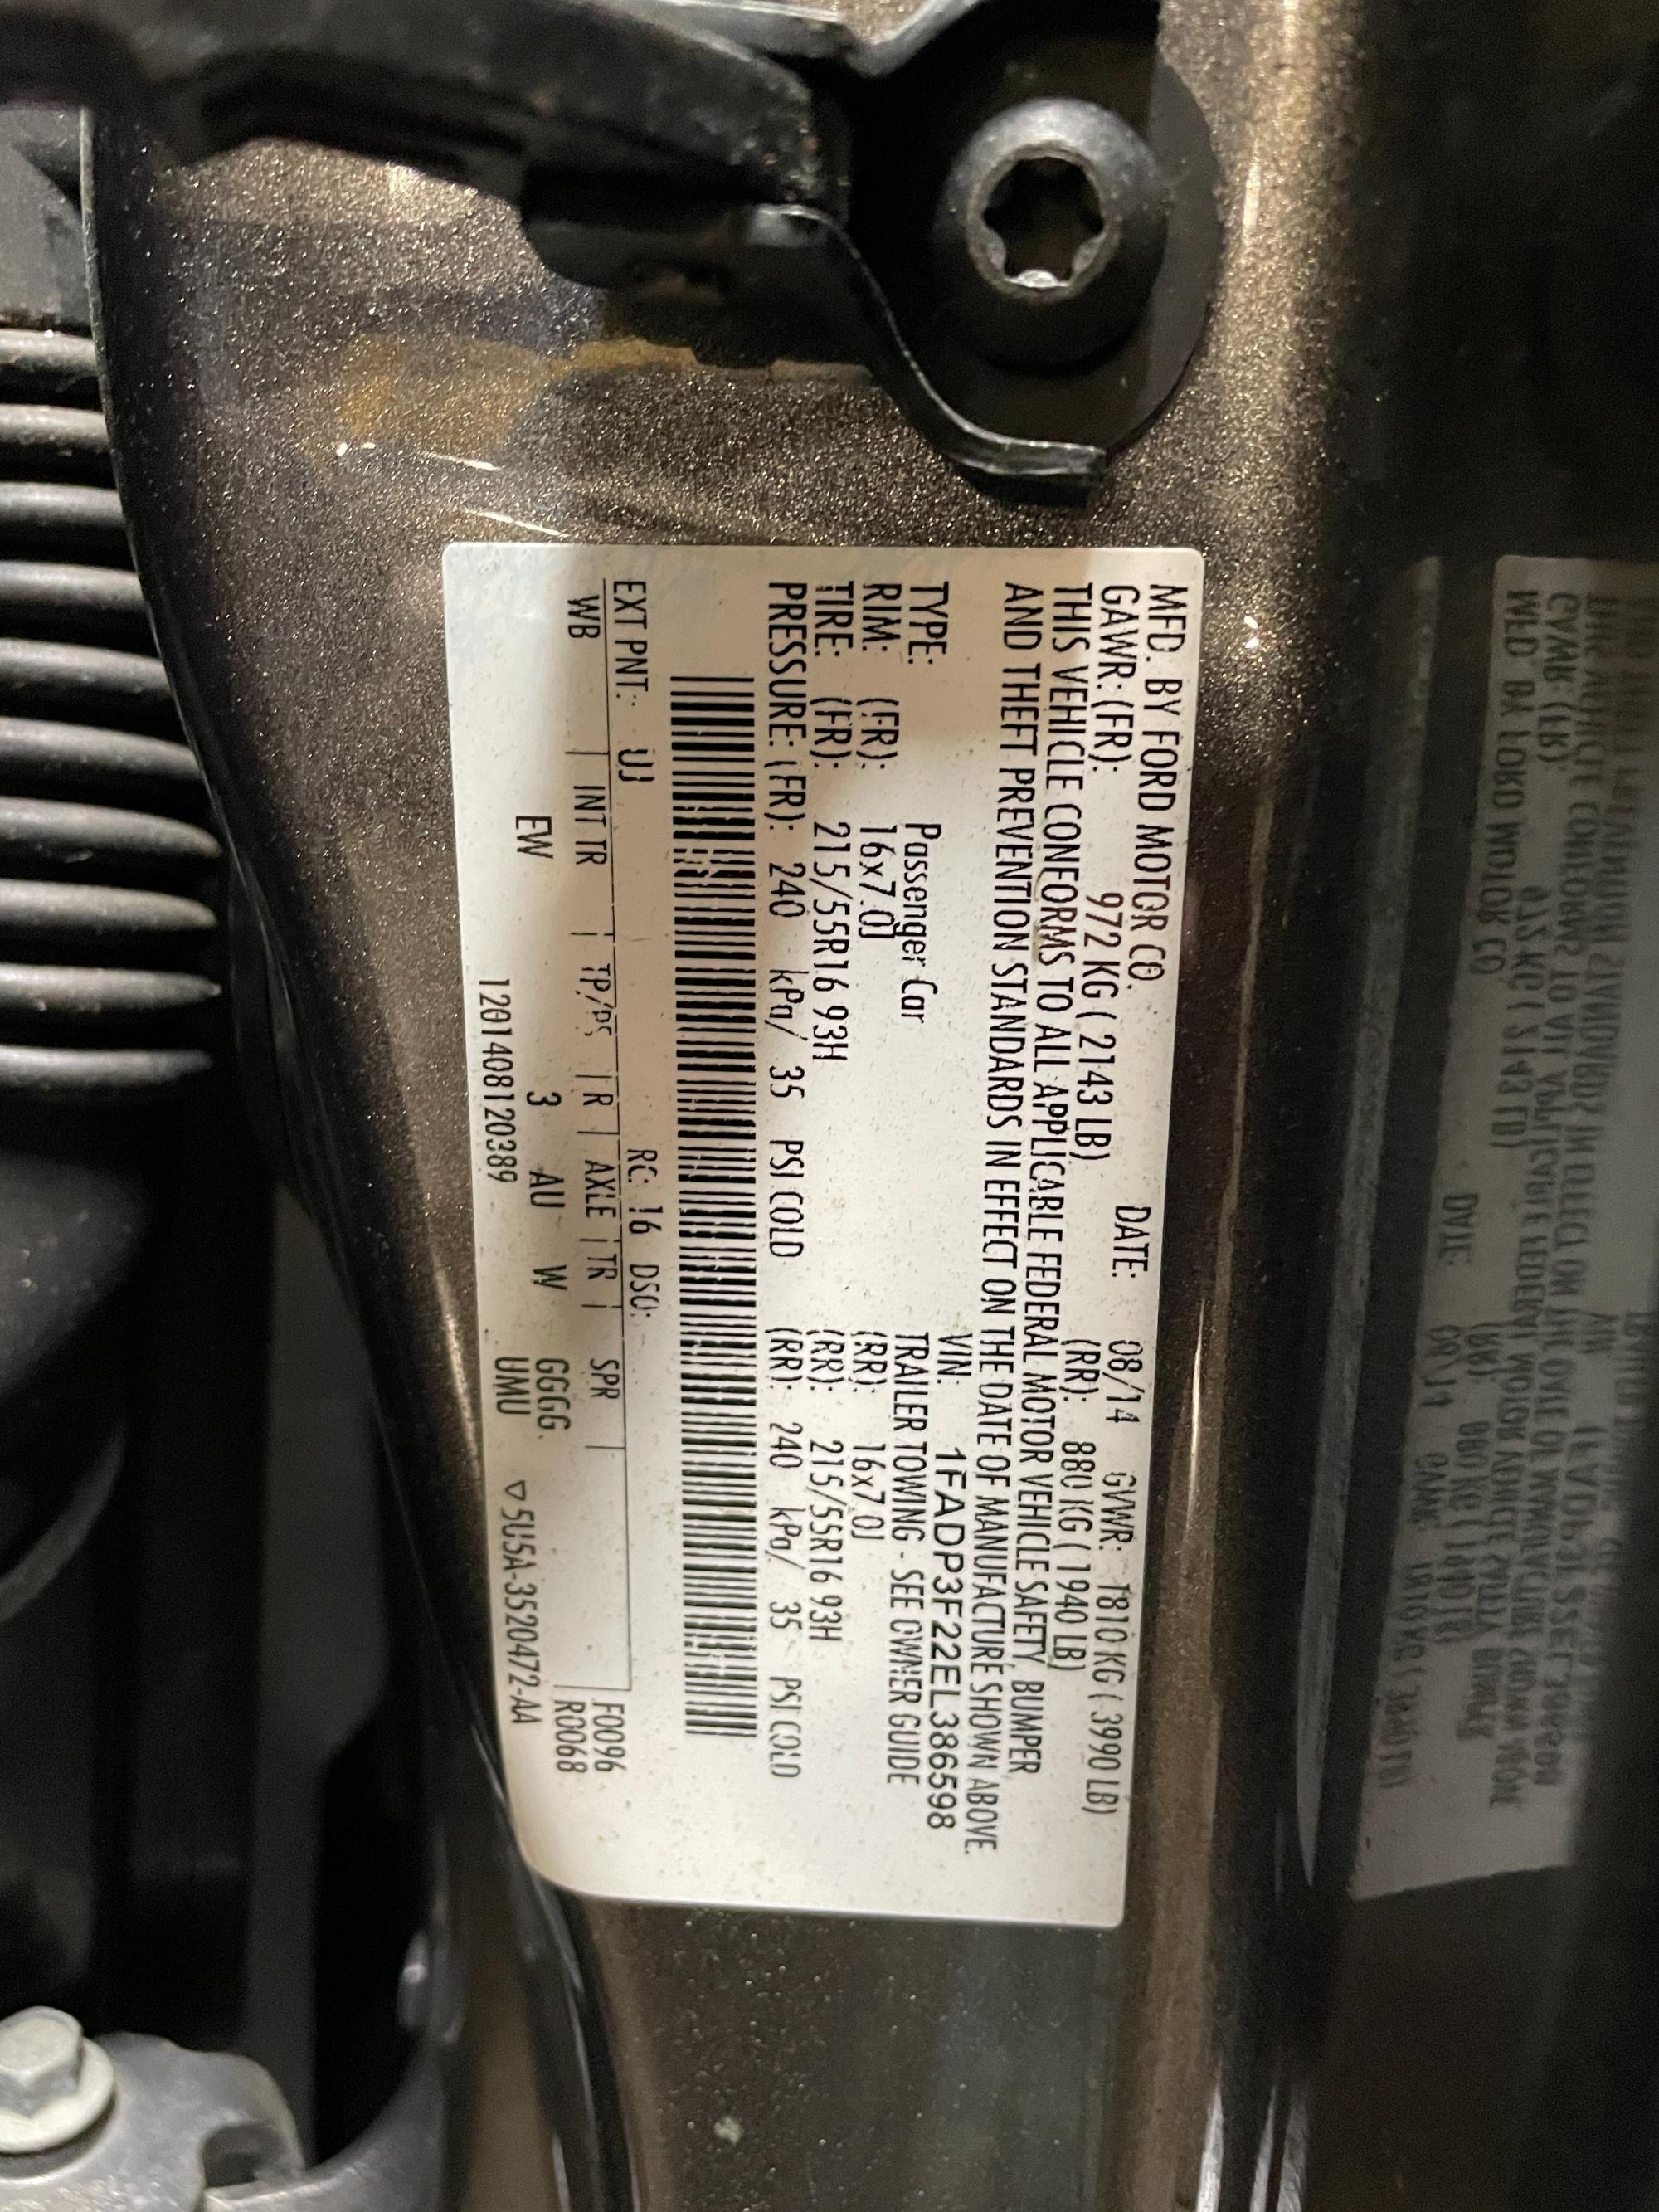 MFD. BY FORD MOTOR CO.
DATE: 08/14 GVWR: 1810 KG ( 3990 LB)
GAWR: (FR): 972 KG ( 2143 LB) (RR): 880 KG ( 1940 LB)
THIS VEHICLE CONFORMS TO ALL APPLICABLE FEDERAL MOTOR VEHICLE SAFETY, BUMPER
AND THEFT PREVENTION STANDARDS IN EFFECT ON THE DATE OF MANUFACTURE SHOWN ABOVE.
VIN: 1FADP3F22EL386598
TYPE: Passenger Car TRAILER TOWING - SEE OWNER GUIDE
RIM: (FR): 16x7.0J (RR): 16x7.0J
TIRE: (FR): 215/55R16 93H (RR): 215/55R16 93H
PRESSURE: (FR): 240 kPa/ 35 PSI COLD (RR): 240 kPa/ 35 PSI COLD
EXT PNT: UJ RC: 16 DSO:
WB | INT TR | TP/PS | R | AXLE | TR | SPR | F0096
EW 3 AU W GGGG R0068
UMU ▽5U5A-3520472-AA
1201408120389